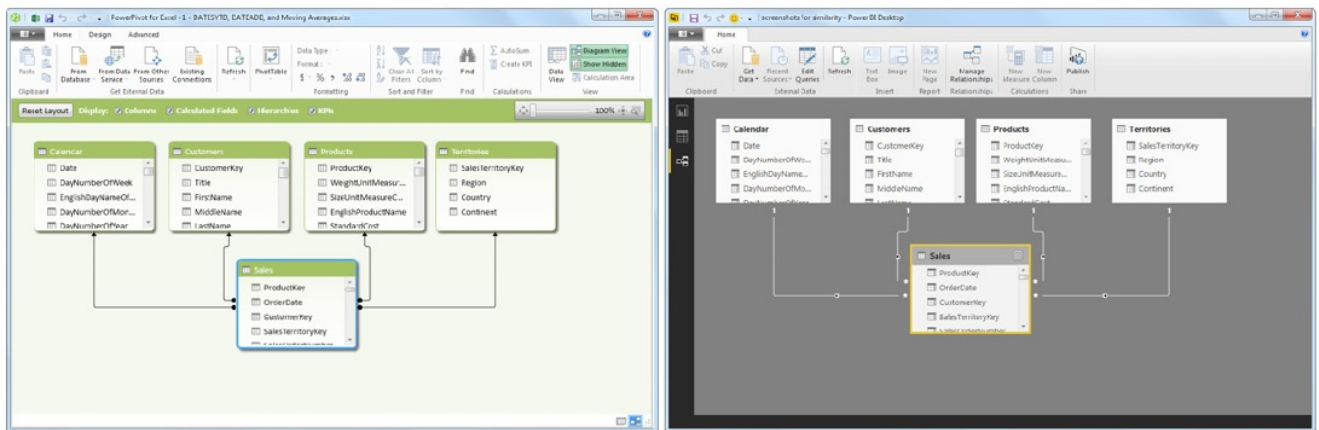 PowerPivot for Excel - 1 - DATESYTD, DATEADD, and Moving Averages.xlsx
Home Design Advanced
Paste
From Database
From Data Service
From Other Sources
Existing Connections
Refresh
PivotTable
Data Type :
Format :
$ % ,
Clear All Filters
Sort by Column
Find
AutoSum
Create KPI
Data View
Diagram View
Show Hidden
Calculation Area
Clipboard
Get External Data
Formatting
Sort and Filter
Find
Calculations
View
Reset Layout Display: Columns Calculated Fields Hierarchies KPIs
100%
Calendar
Date
DayNumberOfWeek
EnglishDayNameOf...
DayNumberOfMon...
DayNumberOfYear
Customers
CustomerKey
Title
FirstName
MiddleName
LastName
Products
ProductKey
WeightUnitMeasur...
SizeUnitMeasureC...
EnglishProductName
StandardCost
Territories
SalesTerritoryKey
Region
Country
Continent
Sales
ProductKey
OrderDate
CustomerKey
SalesTerritoryKey
screenshots for similarity - Power BI Desktop
Home
Paste
Cut
Copy
Get Data
Recent Sources
Edit Queries
Refresh
Text Box
Image
New Page
Manage Relationships
New Measure
New Column
Publish
Clipboard
External Data
Insert
Report
Relationships
Calculations
Share
Calendar
Date
DayNumberOfWe...
EnglishDayName...
DayNumberOfMo...
Customers
CustomerKey
Title
FirstName
MiddleName
LastName
Products
ProductKey
WeightUnitMeasu...
SizeUnitMeasure...
EnglishProductNa...
StandardCost
Territories
SalesTerritoryKey
Region
Country
Continent
1
1
1
1
Sales
ProductKey
OrderDate
CustomerKey
SalesTerritoryKey